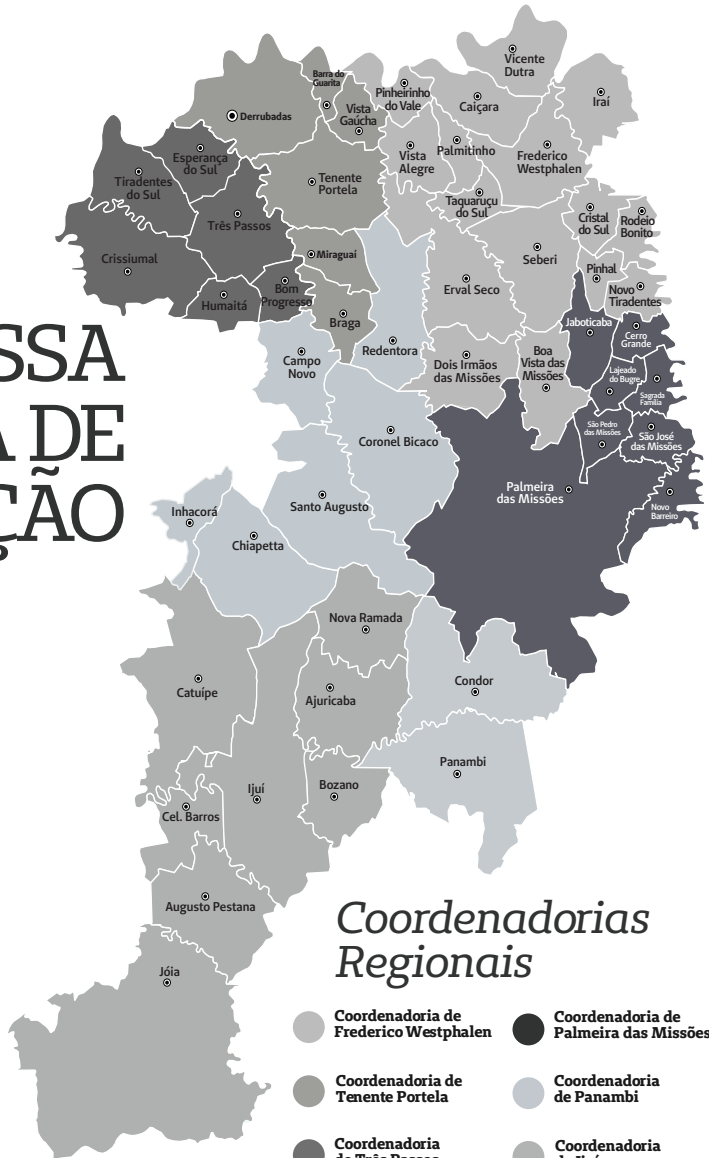 Vicente
Dutra
Iraí
Barra do
Guarita
Pinheirinho
do Vale
Caiçara
Vista
Gaúcha
Derrubadas
Palmitinho
Frederico
Westphalen
Vista
Alegre
Esperança
do Sul
Tiradentes
do Sul
Tenente
Portela
Taquaruçu
do Sul
Cristal
do Sul
Rodeio
Bonito
Três Passos
Crissiumal
Miraguaí
Seberi
Pinhal
Erval Seco
Novo
Tiradentes
Bom
Progresso
Humaitá
Braga
Jaboticaba
Cerro
Grande
SSA
Redentora
Campo
Novo
Dois Irmãos
das Missões
Boa
Vista das
Missões
Lajeado
do Bugre
Sagrada
Família
A DE
Coronel Bicaco
São Pedro
das Missões
São José
das Missões
Palmeira
das Missões
ÇÃO
Santo Augusto
Inhacorá
Novo
Barreiro
Chiapetta
Nova Ramada
Condor
Catuípe
Ajuricaba
Panambi
Ijuí
Bozano
Cel. Barros
Augusto Pestana
Jóia
Coordenadorias
Regionais
Coordenadoria de
Frederico Westphalen
Coordenadoria de
Palmeira das Missões
Coordenadoria de
Tenente Portela
Coordenadoria
de Panambi
Coordenadoria
de Três Passos
Coordenadoria
de Ijuí